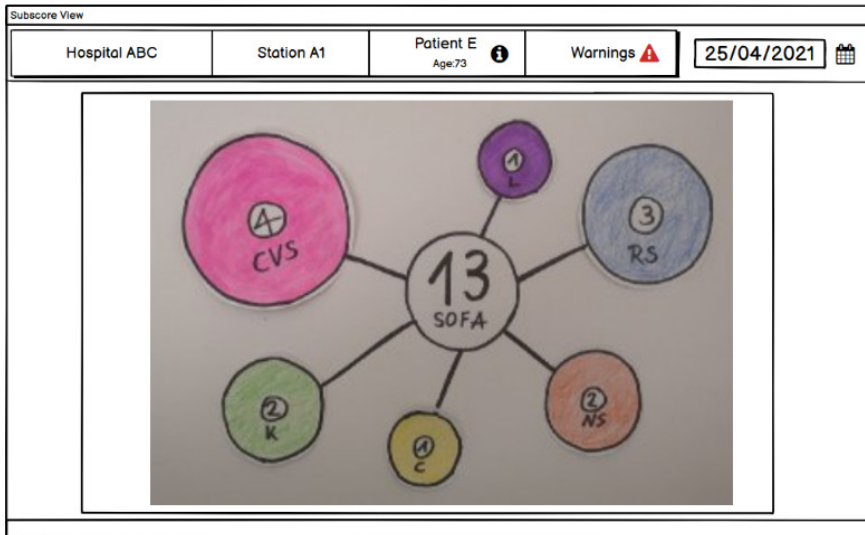 Subscore View
Hospital ABC
Station A1
Patient E
Age:73
Warnings
25/04/2021
1
L
4
CVS
3
RS
13
SOFA
2
K
2
NS
1
C